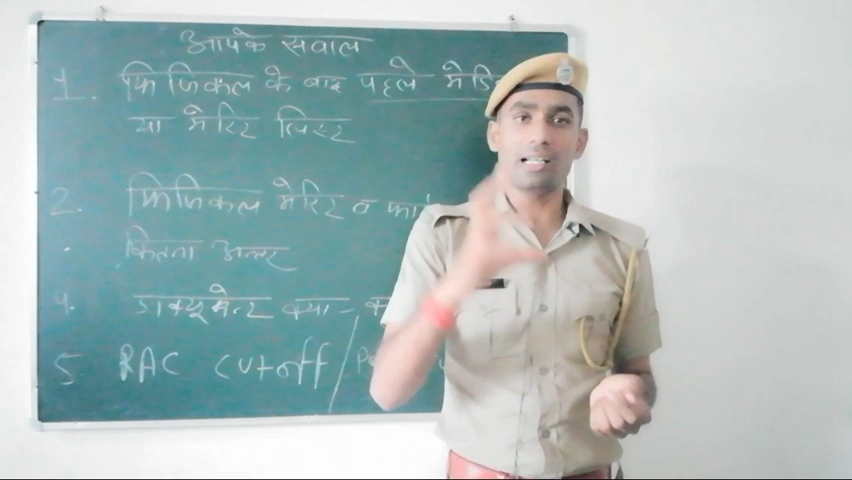 आपके सवाल
1. फिजिकल के बाद पहले मेडि
या मेरिट लिस्ट
2. फिजिकल मेरिट व
कितना अन्तर
4. डाक्यूमेन्ट क्या-
5 RAC cutoff /